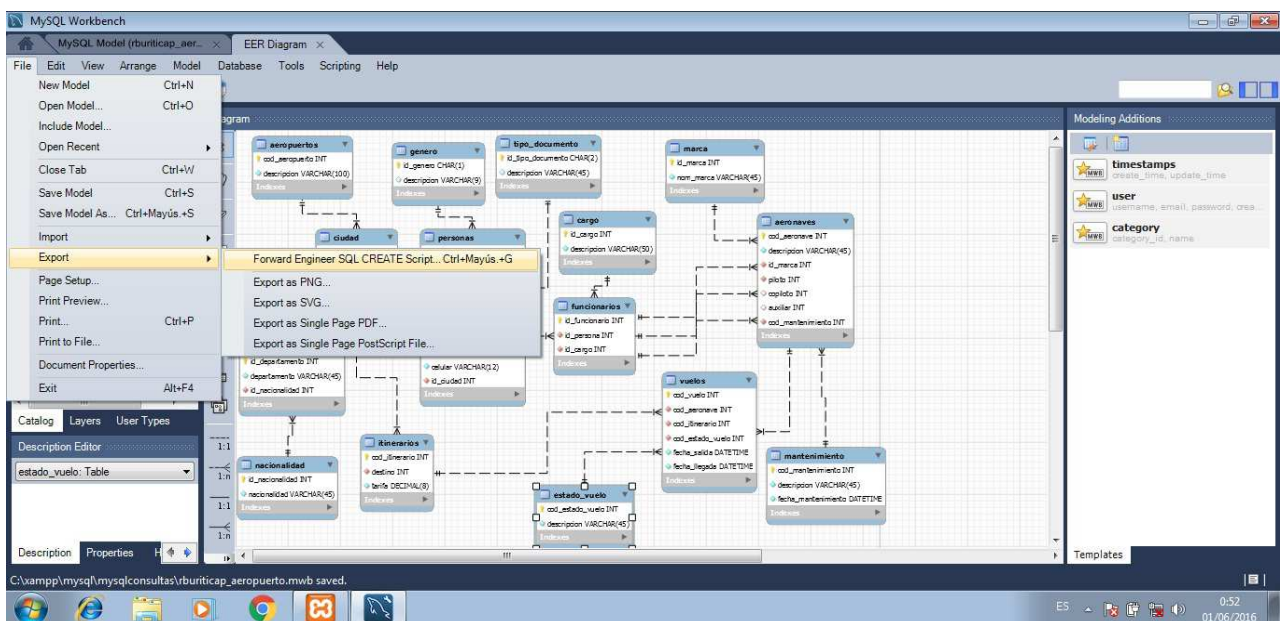 MySQL Workbench
MySQL Model (rburiticap_aer... ×
EER Diagram ×
File Edit View Arrange Model Database Tools Scripting Help
New Model Ctrl+N
Open Model... Ctrl+O
Include Model...
Open Recent
Close Tab Ctrl+W
Save Model Ctrl+S
Save Model As... Ctrl+Mayús.+S
Import
Export
Page Setup...
Print Preview...
Print... Ctrl+P
Print to File...
Document Properties...
Exit Alt+F4
Forward Engineer SQL CREATE Script... Ctrl+Mayús.+G
Export as PNG...
Export as SVG...
Export as Single Page PDF...
Export as Single Page PostScript File...
agram
aeropuertos
cod_aeropuerto INT
descripcion VARCHAR(100)
Indexes
genero
id_genero CHAR(1)
descripcion VARCHAR(9)
Indexes
tipo_documento
id_tipo_documento CHAR(2)
descripcion VARCHAR(45)
Indexes
marca
id_marca INT
nom_marca VARCHAR(45)
Indexes
ciudad
personas
cargo
id_cargo INT
descripcion VARCHAR(50)
Indexes
aeronaves
cod_aeronave INT
descripcion VARCHAR(45)
id_marca INT
piloto INT
copiloto INT
auxiliar INT
cod_mantenimiento INT
Indexes
funcionarios
id_funcionario INT
id_persona INT
id_cargo INT
Indexes
id_departamento INT
departamento VARCHAR(45)
id_nacionalidad INT
Indexes
celular VARCHAR(12)
id_ciudad INT
Indexes
vuelos
cod_vuelo INT
cod_aeronave INT
cod_itinerario INT
cod_estado_vuelo INT
fecha_salida DATETIME
fecha_llegada DATETIME
Indexes
nacionalidad
id_nacionalidad INT
nacionalidad VARCHAR(45)
Indexes
itinerarios
cod_itinerario INT
destino INT
tarifa DECIMAL(8)
Indexes
estado_vuelo
cod_estado_vuelo INT
descripcion VARCHAR(45)
Indexes
mantenimiento
cod_mantenimiento INT
descripcion VARCHAR(45)
fecha_mantenimiento DATETIME
Indexes
1:1
1:n
1:1
1:n
Modeling Additions
timestamps
create_time, update_time
user
username, email, password, crea...
category
category_id, name
Templates
Catalog Layers User Types
Description Editor
estado_vuelo: Table
Description Properties H
C:\xampp\mysql\mysqlconsultas\rburiticap_aeropuerto.mwb saved.
ES
0:52
01/06/2016